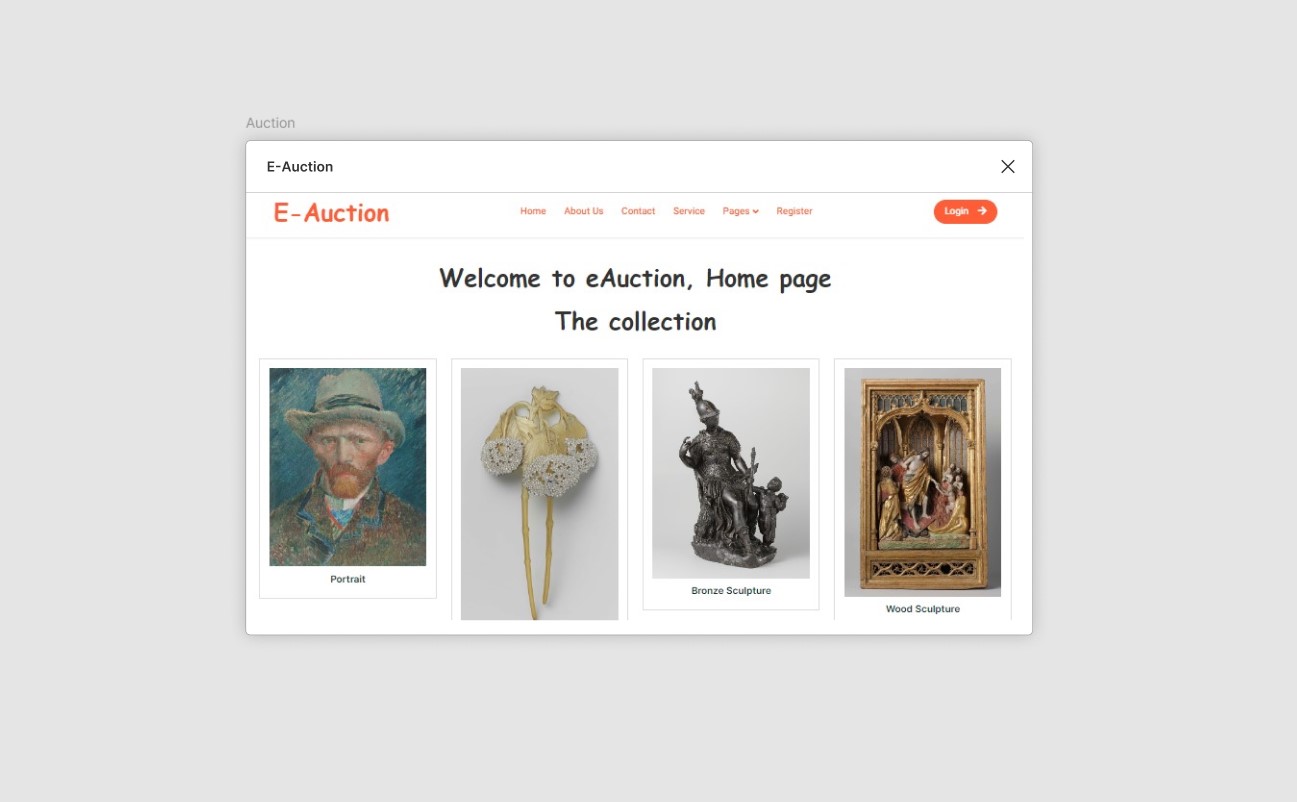 Auction
E-Auction
E-Auction
Home About Us Contact Service Pages Register
Login
Welcome to eAuction, Home page
The collection
Portrait
Bronze Sculpture
Wood Sculpture